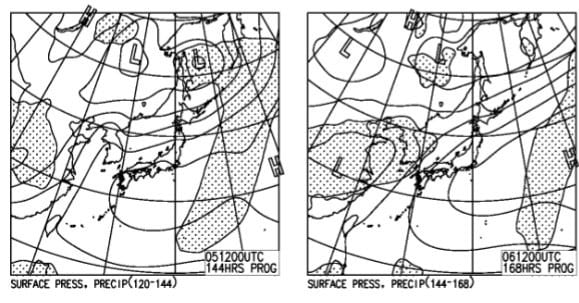 H
L
L
H
051200UTC
144HRS PROG
SURFACE PRESS, PRECIP(120-144)
H
L
L
L
H
061200UTC
168HRS PROG
SURFACE PRESS, PRECIP(144-168)